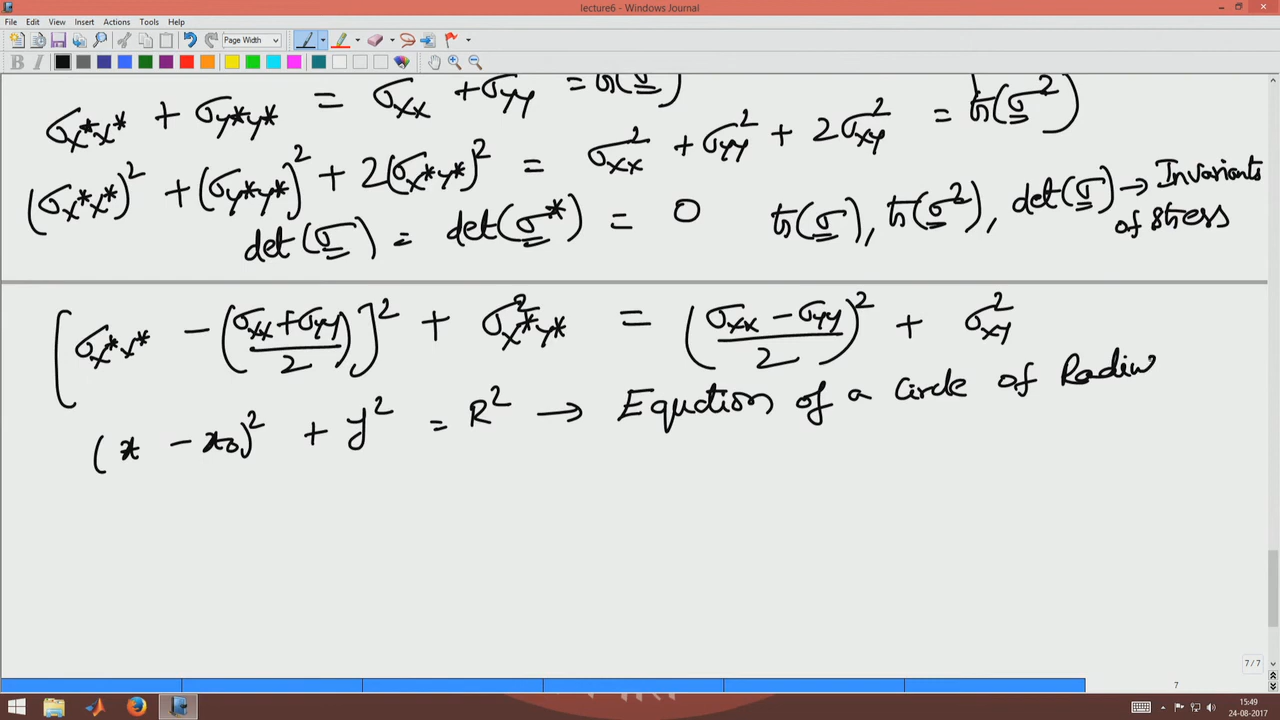 lecture6 - Windows Journal
File Edit View Insert Actions Tools Help
Page Width
B I
σx*x* + σy*y* = σxx + σyy = tr(σ)
(σx*x*)² + (σy*y*)² + 2(σx*y*)² = σxx² + σyy² + 2σxy² = tr(σ²)
det(σ) = det(σ*) = 0 tr(σ), tr(σ²), det(σ) → Invariants
of stress
[σx*x* - (σxx + σyy)/2]² + σ²x*y* = (σxx - σyy / 2)² + σ²xy
(x - x0)² + y² = R² → Equation of a Circle of Radius
7 / 7
7
15:49
24-08-2017